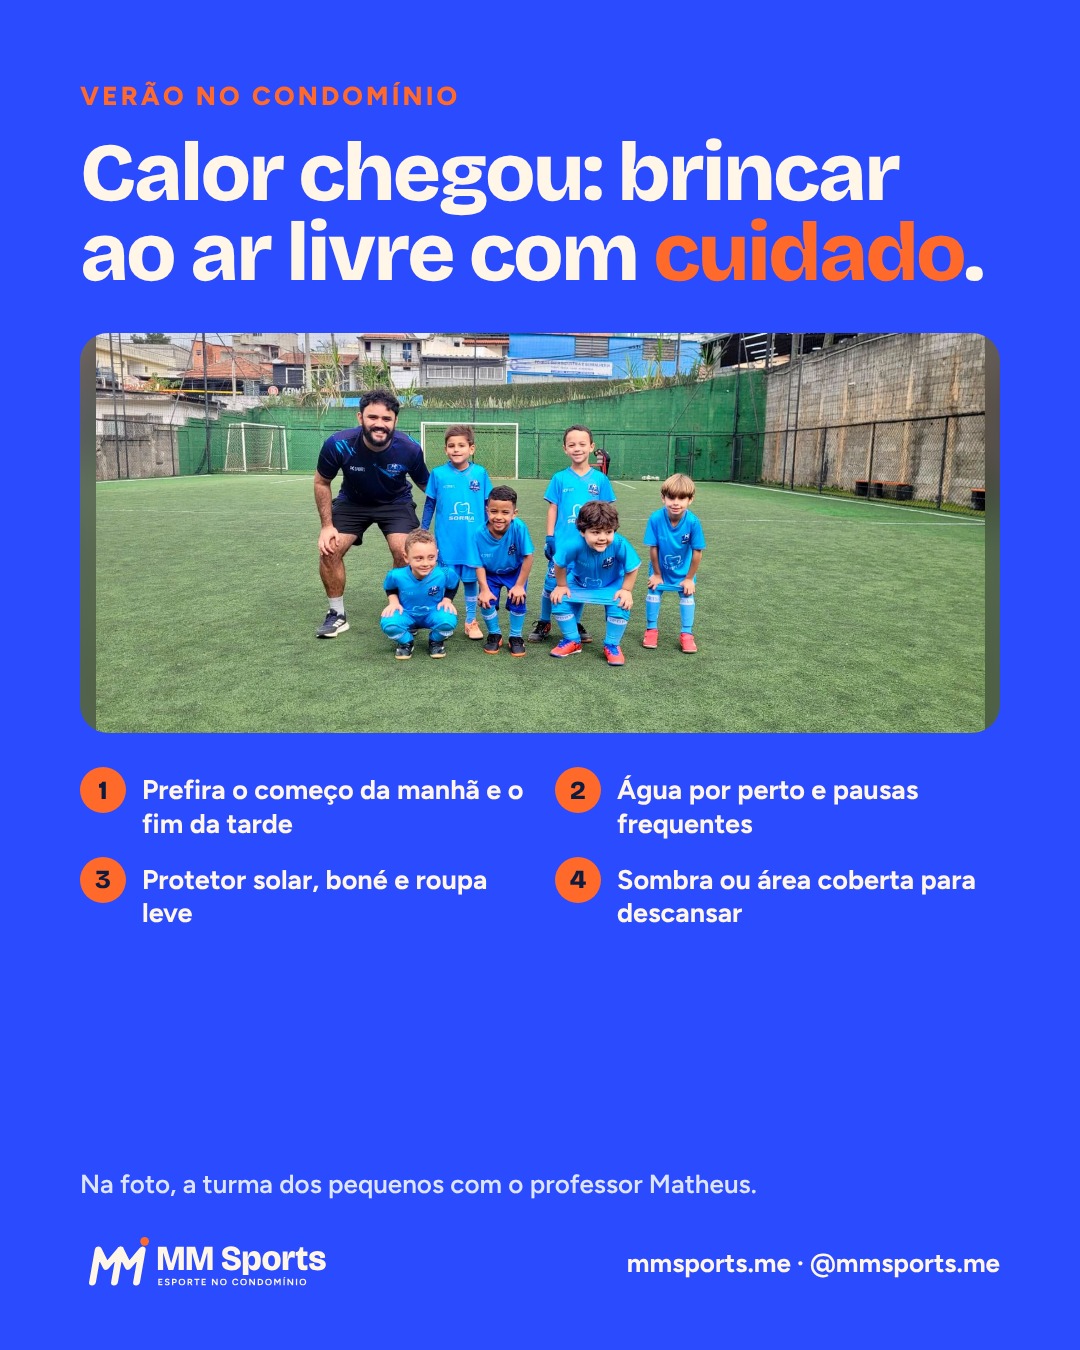 VERÃO NO CONDOMÍNIO
Calor chegou: brincar
ao ar livre com cuidado.
SORRIA
1 Prefira o começo da manhã e o
fim da tarde
2 Água por perto e pausas
frequentes
3 Protetor solar, boné e roupa
leve
4 Sombra ou área coberta para
descansar
Na foto, a turma dos pequenos com o professor Matheus.
MM Sports
ESPORTE NO CONDOMÍNIO
mmsports.me · @mmsports.me